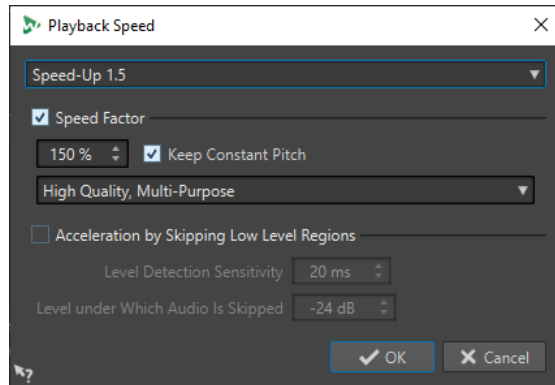 Playback Speed
Speed-Up 1.5
Speed Factor
150 % Keep Constant Pitch
High Quality, Multi-Purpose
Acceleration by Skipping Low Level Regions
Level Detection Sensitivity 20 ms
Level under Which Audio Is Skipped -24 dB
OK Cancel
?